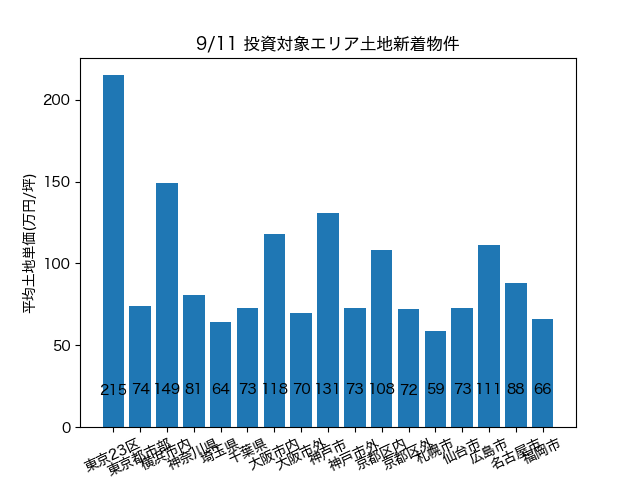 9/11 投資対象エリア土地新着物件
平均土地単価(万円/坪)
200
150
100
50
0
215 74 149 81 64 73 118 70 131 73 108 72 59 73 111 88 66
東京23区
東京都市部
横浜市内
神奈川県
埼玉県
千葉県
大阪市内
大阪市外
神戸市
神戸市外
京都区内
京都区外
札幌市
仙台市
広島市
名古屋市
福岡市